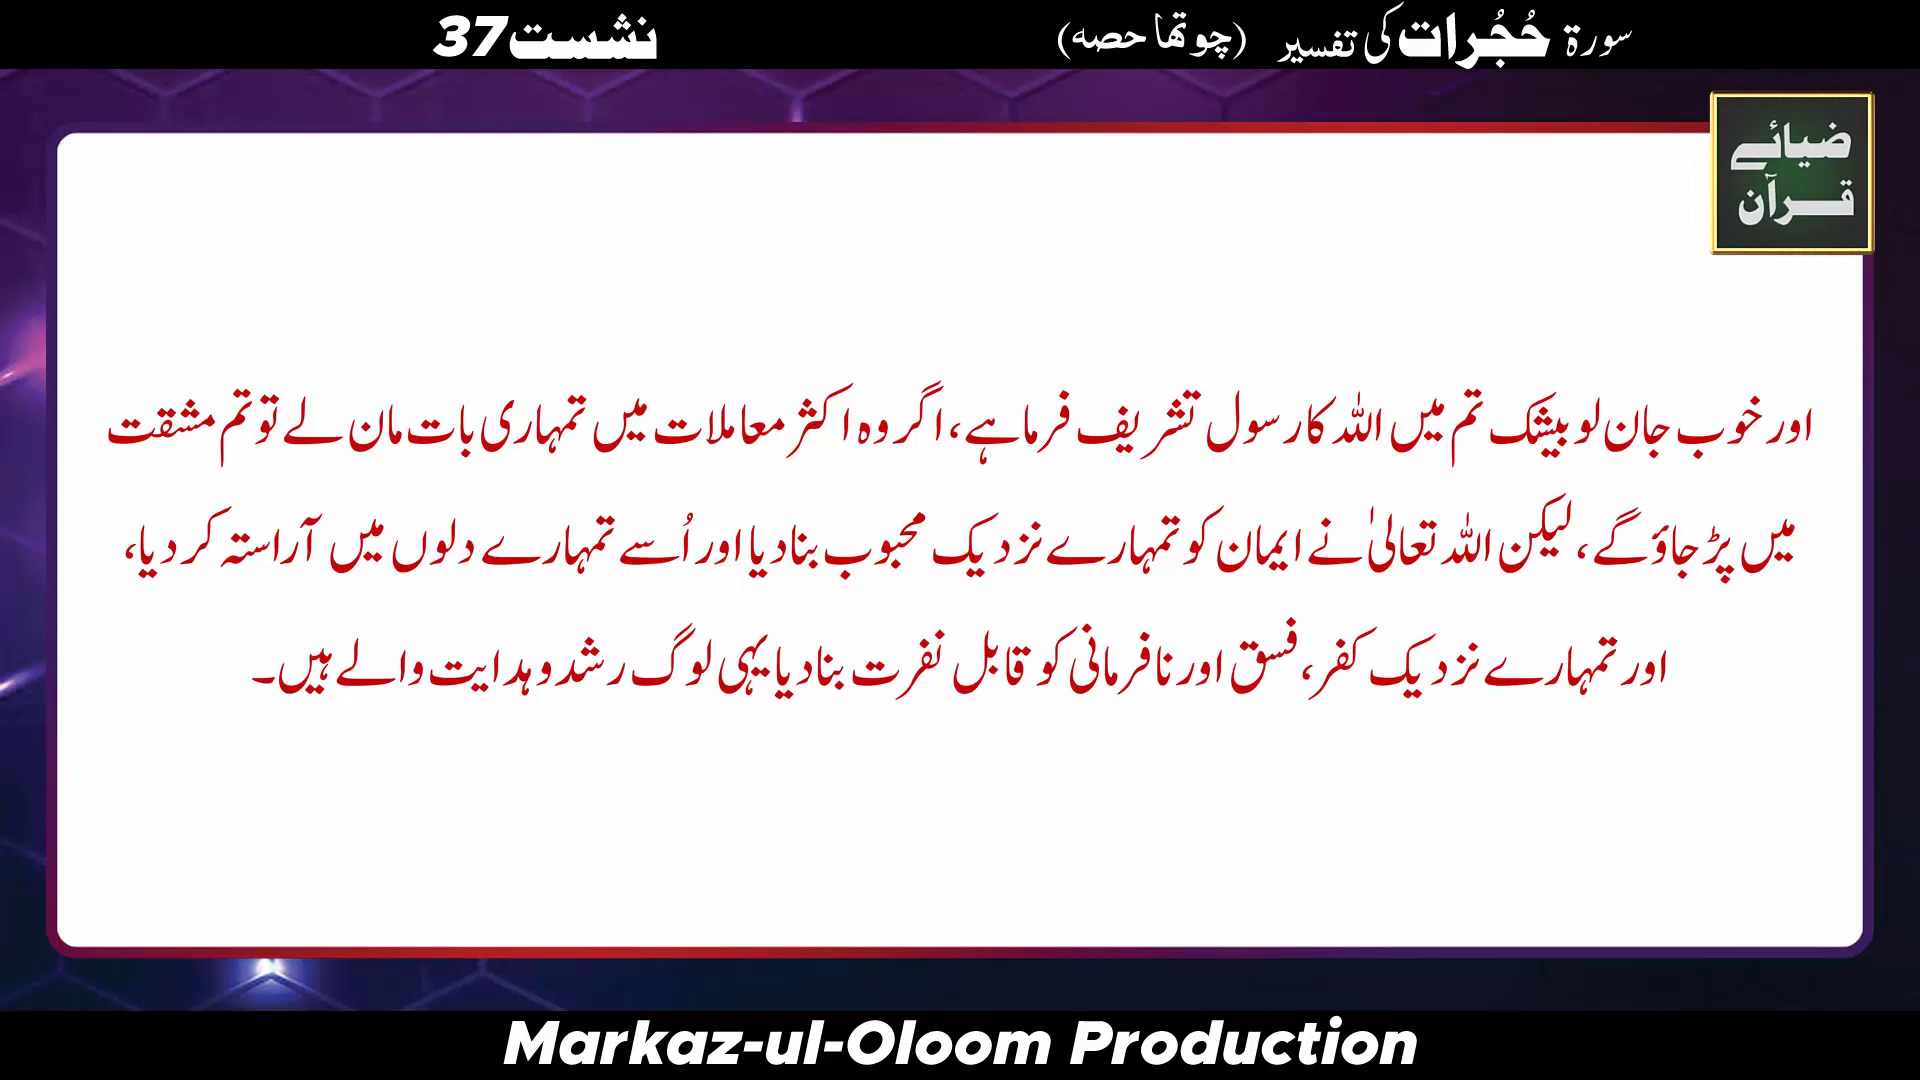 سورۃ حُجُرات کی تفسیر (چوتھا حصہ) نشست 37
ضیائے
قرآن
اور خوب جان لو بیشک تم میں اللہ کا رسول تشریف فرما ہے، اگر وہ اکثر معاملات میں تمہاری بات مان لے تو تم مشقت
میں پڑ جاؤ گے، لیکن اللہ تعالیٰ نے ایمان کو تمہارے نزدیک محبوب بنا دیا اور اُسے تمہارے دلوں میں آراستہ کر دیا،
اور تمہارے نزدیک کفر، فسق اور نافرمانی کو قابل نفرت بنا دیا یہی لوگ رشد و ہدایت والے ہیں۔
Markaz-ul-Oloom Production